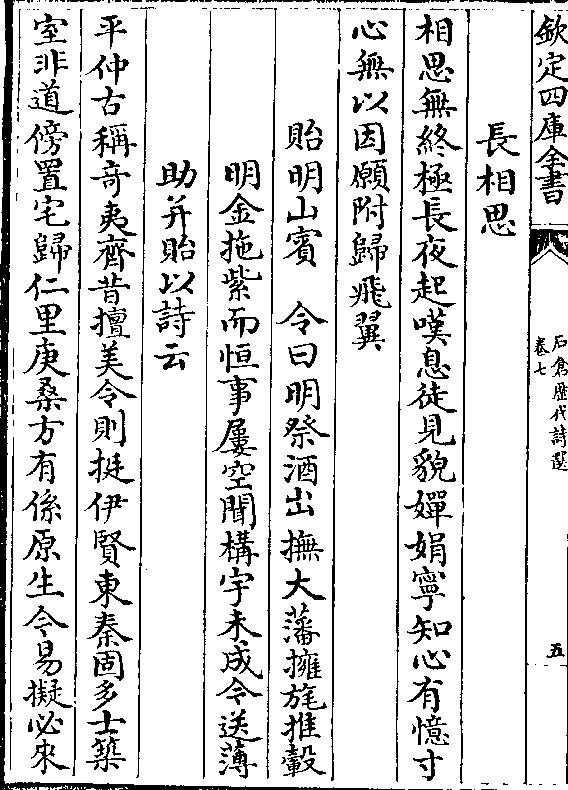 欽定四庫全書
石倉歷代詩選
卷七
五
長相思
相思無終極長夜起嘆息徒見貌嬋娟寧知心有憶寸
心無以因願附歸飛翼
貽明山賓　令曰明祭酒出撫大藩擁旄推轂
明金拖紫而恒事屢空聞構宇未成令送薄
助并貽以詩云
平仲古稱奇夷齊昔擅美令則挺伊賢東秦固多士築
室非道傍置宅歸仁里庚桑方有係原生今易擬必來